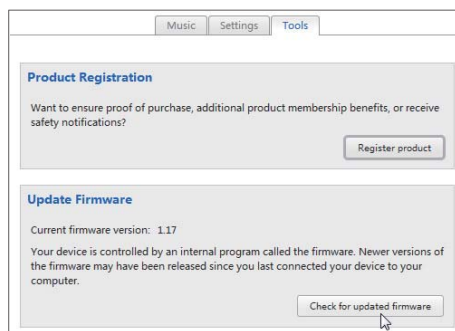 Music Settings Tools
Product Registration
Want to ensure proof of purchase, additional product membership benefits, or receive
safety notifications?
Register product
Update Firmware
Current firmware version: 1.17
Your device is controlled by an internal program called the firmware. Newer versions of
the firmware may have been released since you last connected your device to your
computer.
Check for updated firmware